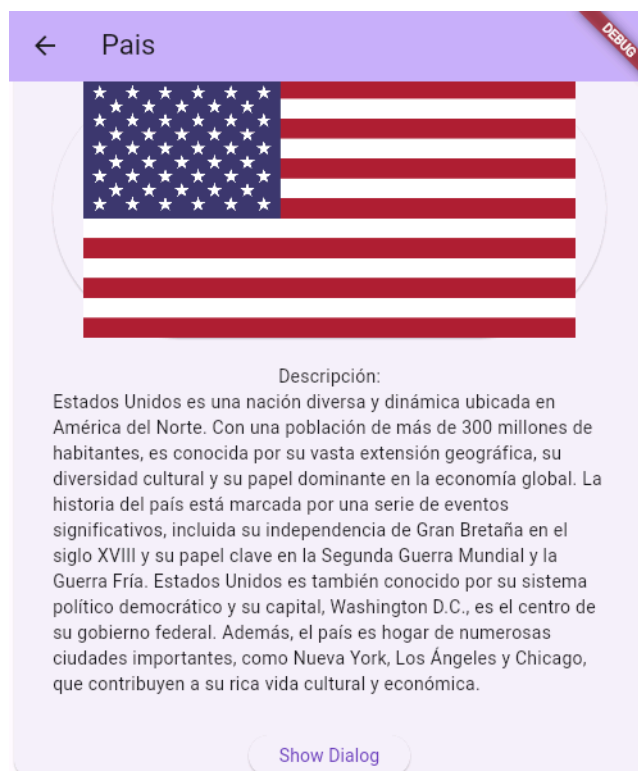 Pais
DEBUG
Descripción:
Estados Unidos es una nación diversa y dinámica ubicada en
América del Norte. Con una población de más de 300 millones de
habitantes, es conocida por su vasta extensión geográfica, su
diversidad cultural y su papel dominante en la economía global. La
historia del país está marcada por una serie de eventos
significativos, incluida su independencia de Gran Bretaña en el
siglo XVIII y su papel clave en la Segunda Guerra Mundial y la
Guerra Fría. Estados Unidos es también conocido por su sistema
político democrático y su capital, Washington D.C., es el centro de
su gobierno federal. Además, el país es hogar de numerosas
ciudades importantes, como Nueva York, Los Ángeles y Chicago,
que contribuyen a su rica vida cultural y económica.
Show Dialog